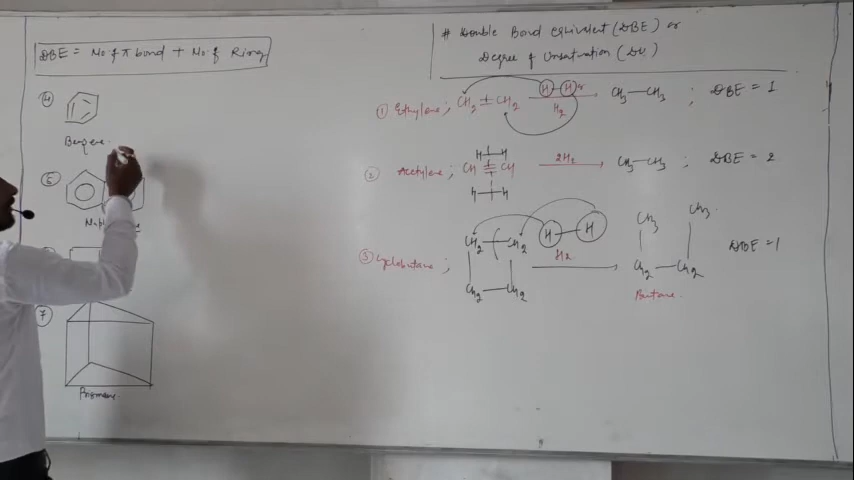 DBE = No. of π bond + No. of Ring
④
Benzene.
⑤
⑦
Prismane.
# Double Bond Equivalent (DBE) or
Degree of Unsaturation (DU)
① Ethylene; CH2 = CH2 H—H H2 CH3—CH3 ; DBE = 1
② Acetylene; CH ≡ CH H—H H—H 2H2 CH3—CH3 ; DBE = 2
③ Cyclobutane; CH2 CH2 CH2—CH2 H—H H2 CH3 CH3 CH2—CH2 DBE = 1
Butane.